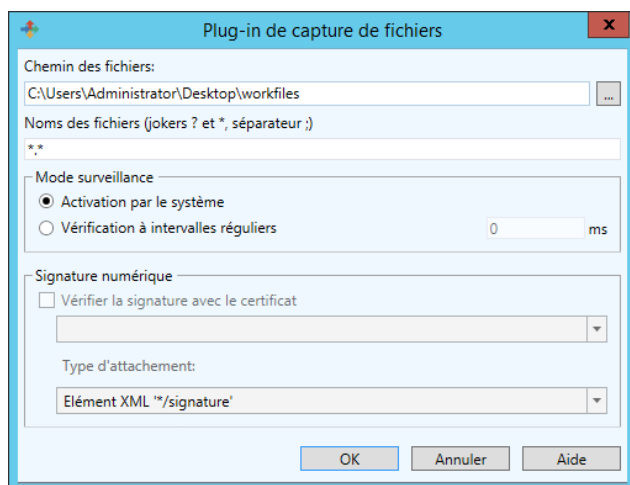 Plug-in de capture de fichiers
x
Chemin des fichiers:
C:\Users\Administrator\Desktop\workfiles
...
Noms des fichiers (jokers ? et *, séparateur ;)
*.*
Mode surveillance
Activation par le système
Vérification à intervalles réguliers 0 ms
Signature numérique
Vérifier la signature avec le certificat
Type d'attachement:
Elément XML '*/signature'
OK Annuler Aide